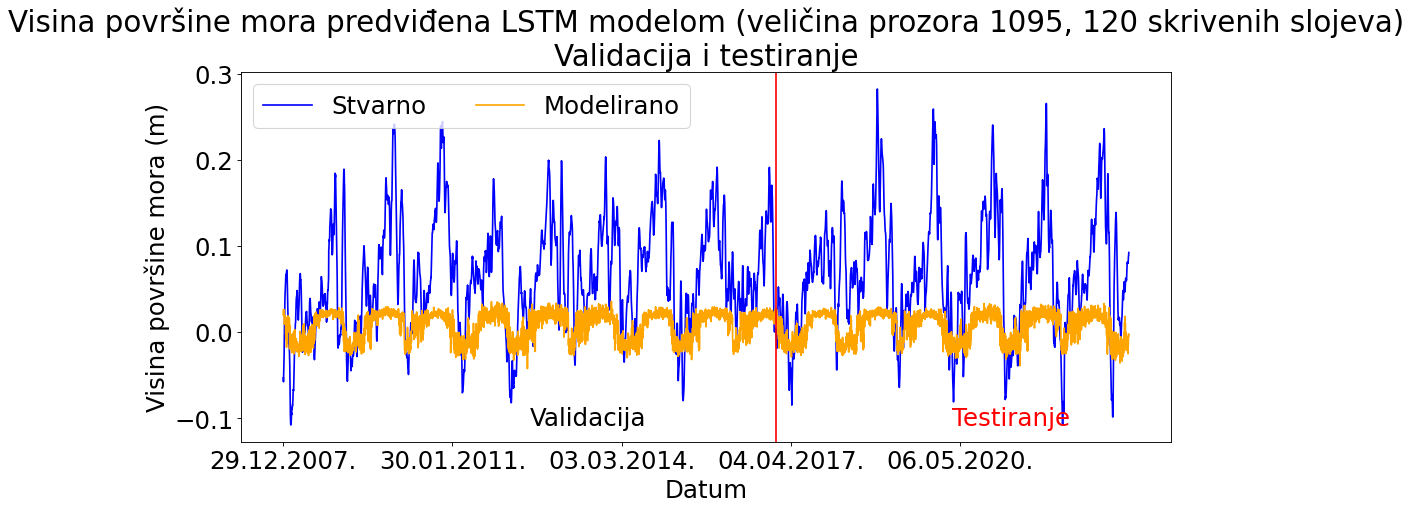 Visina površine mora predviđena LSTM modelom (veličina prozora 1095, 120 skrivenih slojeva)
Validacija i testiranje
Stvarno
Modelirano
Visina površine mora (m)
0.3
0.2
0.1
0.0
−0.1
Validacija
Testiranje
29.12.2007.
30.01.2011.
03.03.2014.
04.04.2017.
06.05.2020.
Datum